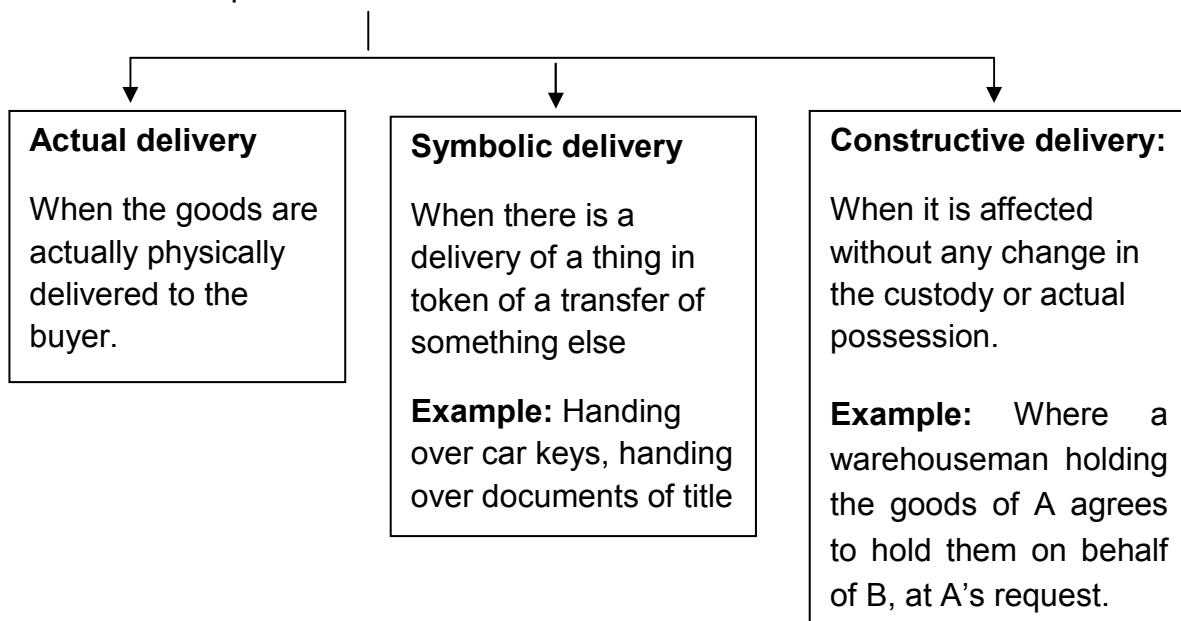 Actual delivery
When the goods are
actually physically
delivered to the
buyer.
Symbolic delivery
When there is a
delivery of a thing in
token of a transfer of
something else
Example: Handing
over car keys, handing
over documents of title
Constructive delivery:
When it is affected
without any change in
the custody or actual
possession.
Example: Where a
warehouseman holding
the goods of A agrees
to hold them on behalf
of B, at A's request.